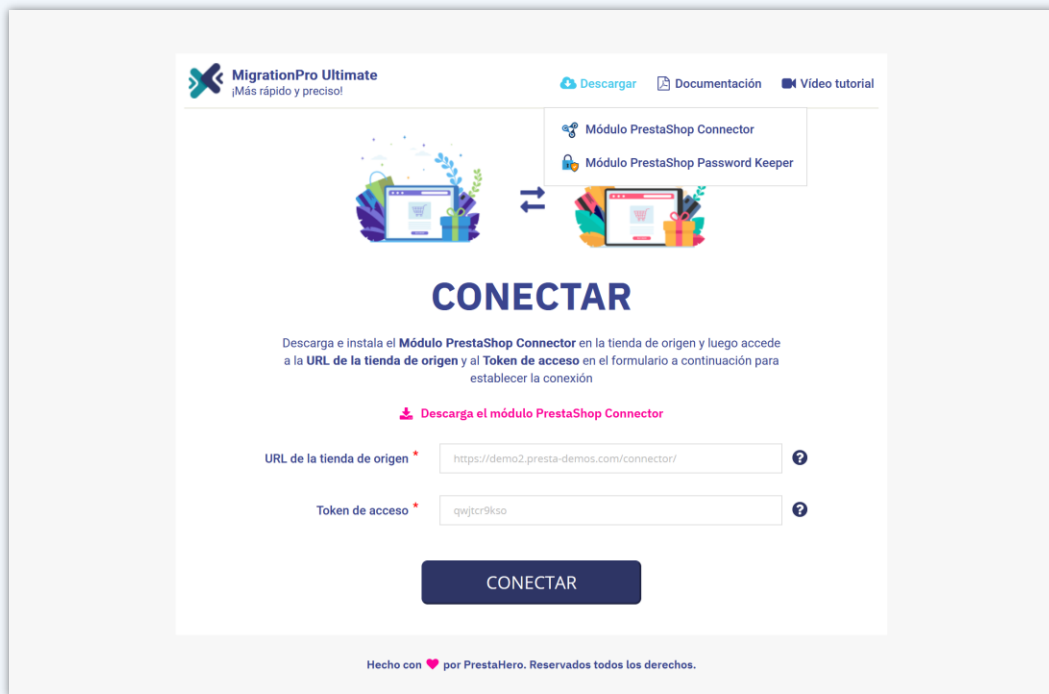 MigrationPro Ultimate
¡Más rápido y preciso!
Descargar
Documentación
Vídeo tutorial
Módulo PrestaShop Connector
Módulo PrestaShop Password Keeper
CONECTAR
Descarga e instala el Módulo PrestaShop Connector en la tienda de origen y luego accede
a la URL de la tienda de origen y al Token de acceso en el formulario a continuación para
establecer la conexión
Descarga el módulo PrestaShop Connector
URL de la tienda de origen *
https://demo2.presta-demos.com/connector/
Token de acceso *
qwjtcr9kso
CONECTAR
Hecho con ❤ por PrestaHero. Reservados todos los derechos.